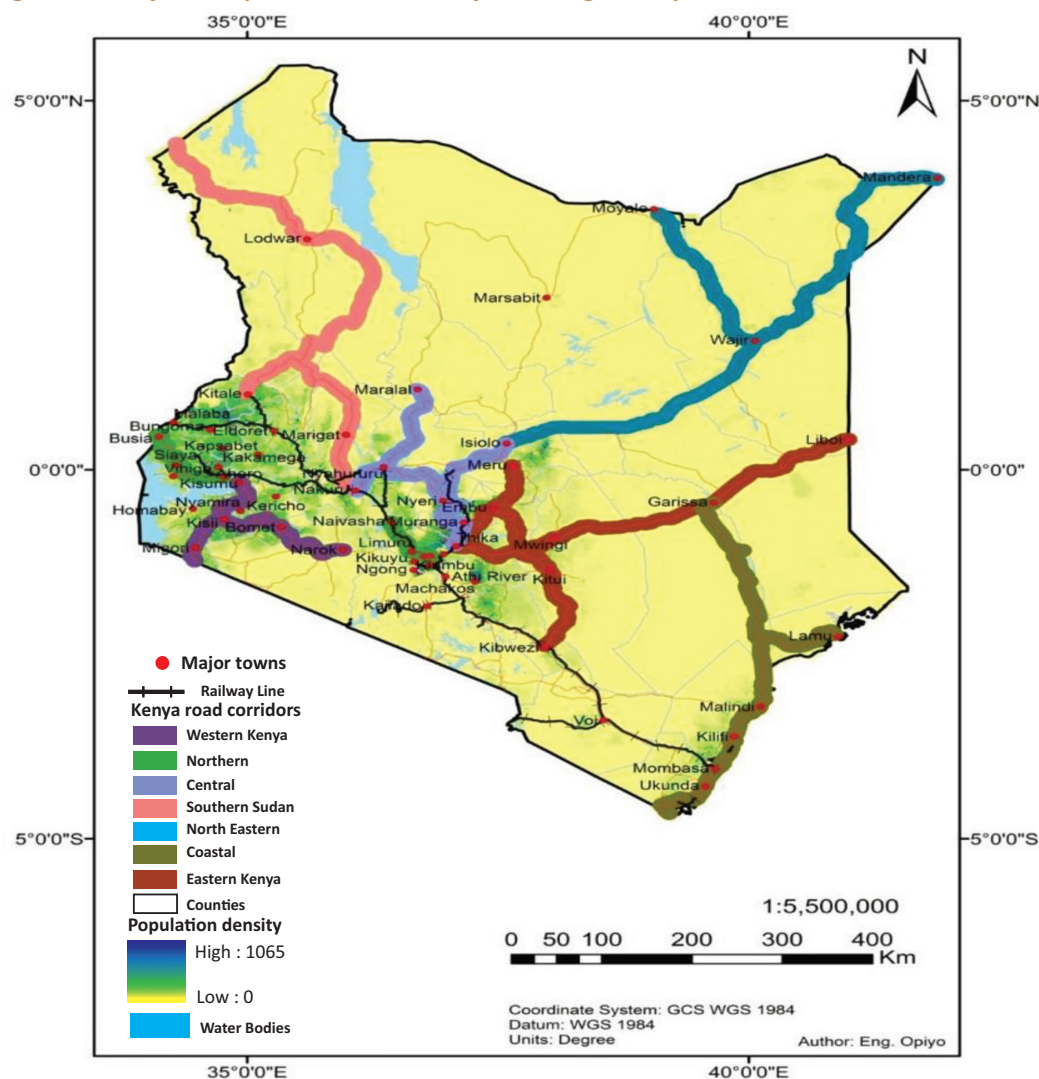 35°0'0"E 40°0'0"E
N
5°0'0"N 5°0'0"N
Mandera
Moyale
Lodwar
Marsabit
Wajir
Maralal
Kitale
Malaba
Bungoma Eldoret Marigat
Busia
Kapsabet
Siaya Kakamega
Isiolo
Liboi
Meru
0°0'0" 0°0'0"
Vihiga Ahero
Kisumu
Nyahururu
Nakuru
Nyeri
Garissa
Nyamira
Homabay Kericho
Embu
Kisii Bomet
Naivasha Muranga
Migori Narok
Limuru
Thika
Mwingi
Kikuyu Kiambu
Ngong Athi River Kitui
Machakos
Kajiado
Lamu
Kibwezi
Malindi
Voi
Kilifi
Mombasa
Ukunda
Major towns
Railway Line
Kenya road corridors
Western Kenya
Northern
Central
Southern Sudan
North Eastern
Coastal
Eastern Kenya
Counties
Population density
High : 1065
Low : 0
Water Bodies
5°0'0"S 5°0'0"S
1:5,500,000
0 50 100 200 300 400
Km
Coordinate System: GCS WGS 1984
Datum: WGS 1984
Units: Degree Author: Eng. Opiyo
35°0'0"E 40°0'0"E